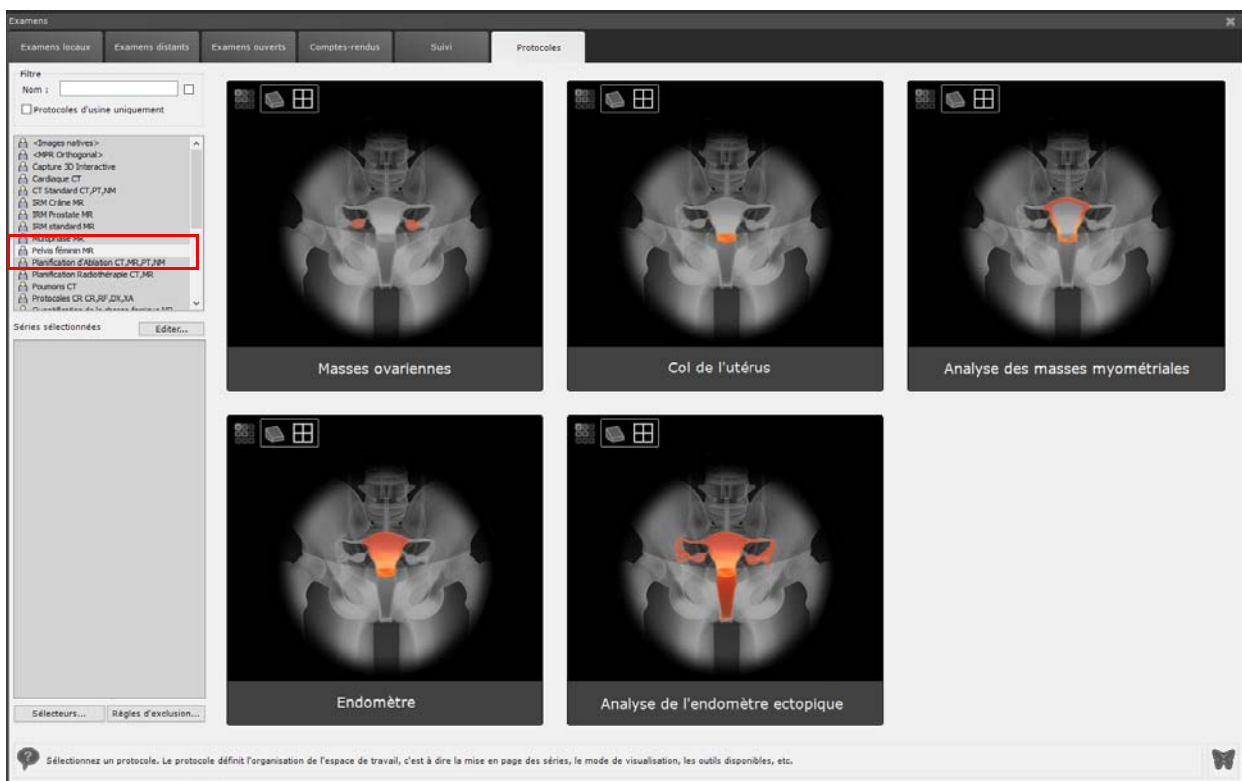 Examens
Examens locaux
Examens distants
Examens ouverts
Comptes-rendus
Suivi
Protocoles
Filtre
Nom :
Protocoles d'usine uniquement
<Images natives>
<MPR Orthogonal>
Capture 3D Interactive
Cardiaque CT
CT Standard CT,PT,NM
IRM Crâne MR
IRM Prostate MR
IRM standard MR
Multiphase MR
Pelvis féminin MR
Planification d'Ablation CT,MR,PT,NM
Planification Radiothérapie CT,MR
Poumons CT
Protocoles CR CR,RF,DX,XA
Séries sélectionnées
Editer...
Masses ovariennes
Col de l'utérus
Analyse des masses myométriales
Endomètre
Analyse de l'endomètre ectopique
Sélecteurs...
Règles d'exclusion...
Sélectionnez un protocole. Le protocole définit l'organisation de l'espace de travail, c'est à dire la mise en page des séries, le mode de visualisation, les outils disponibles, etc.